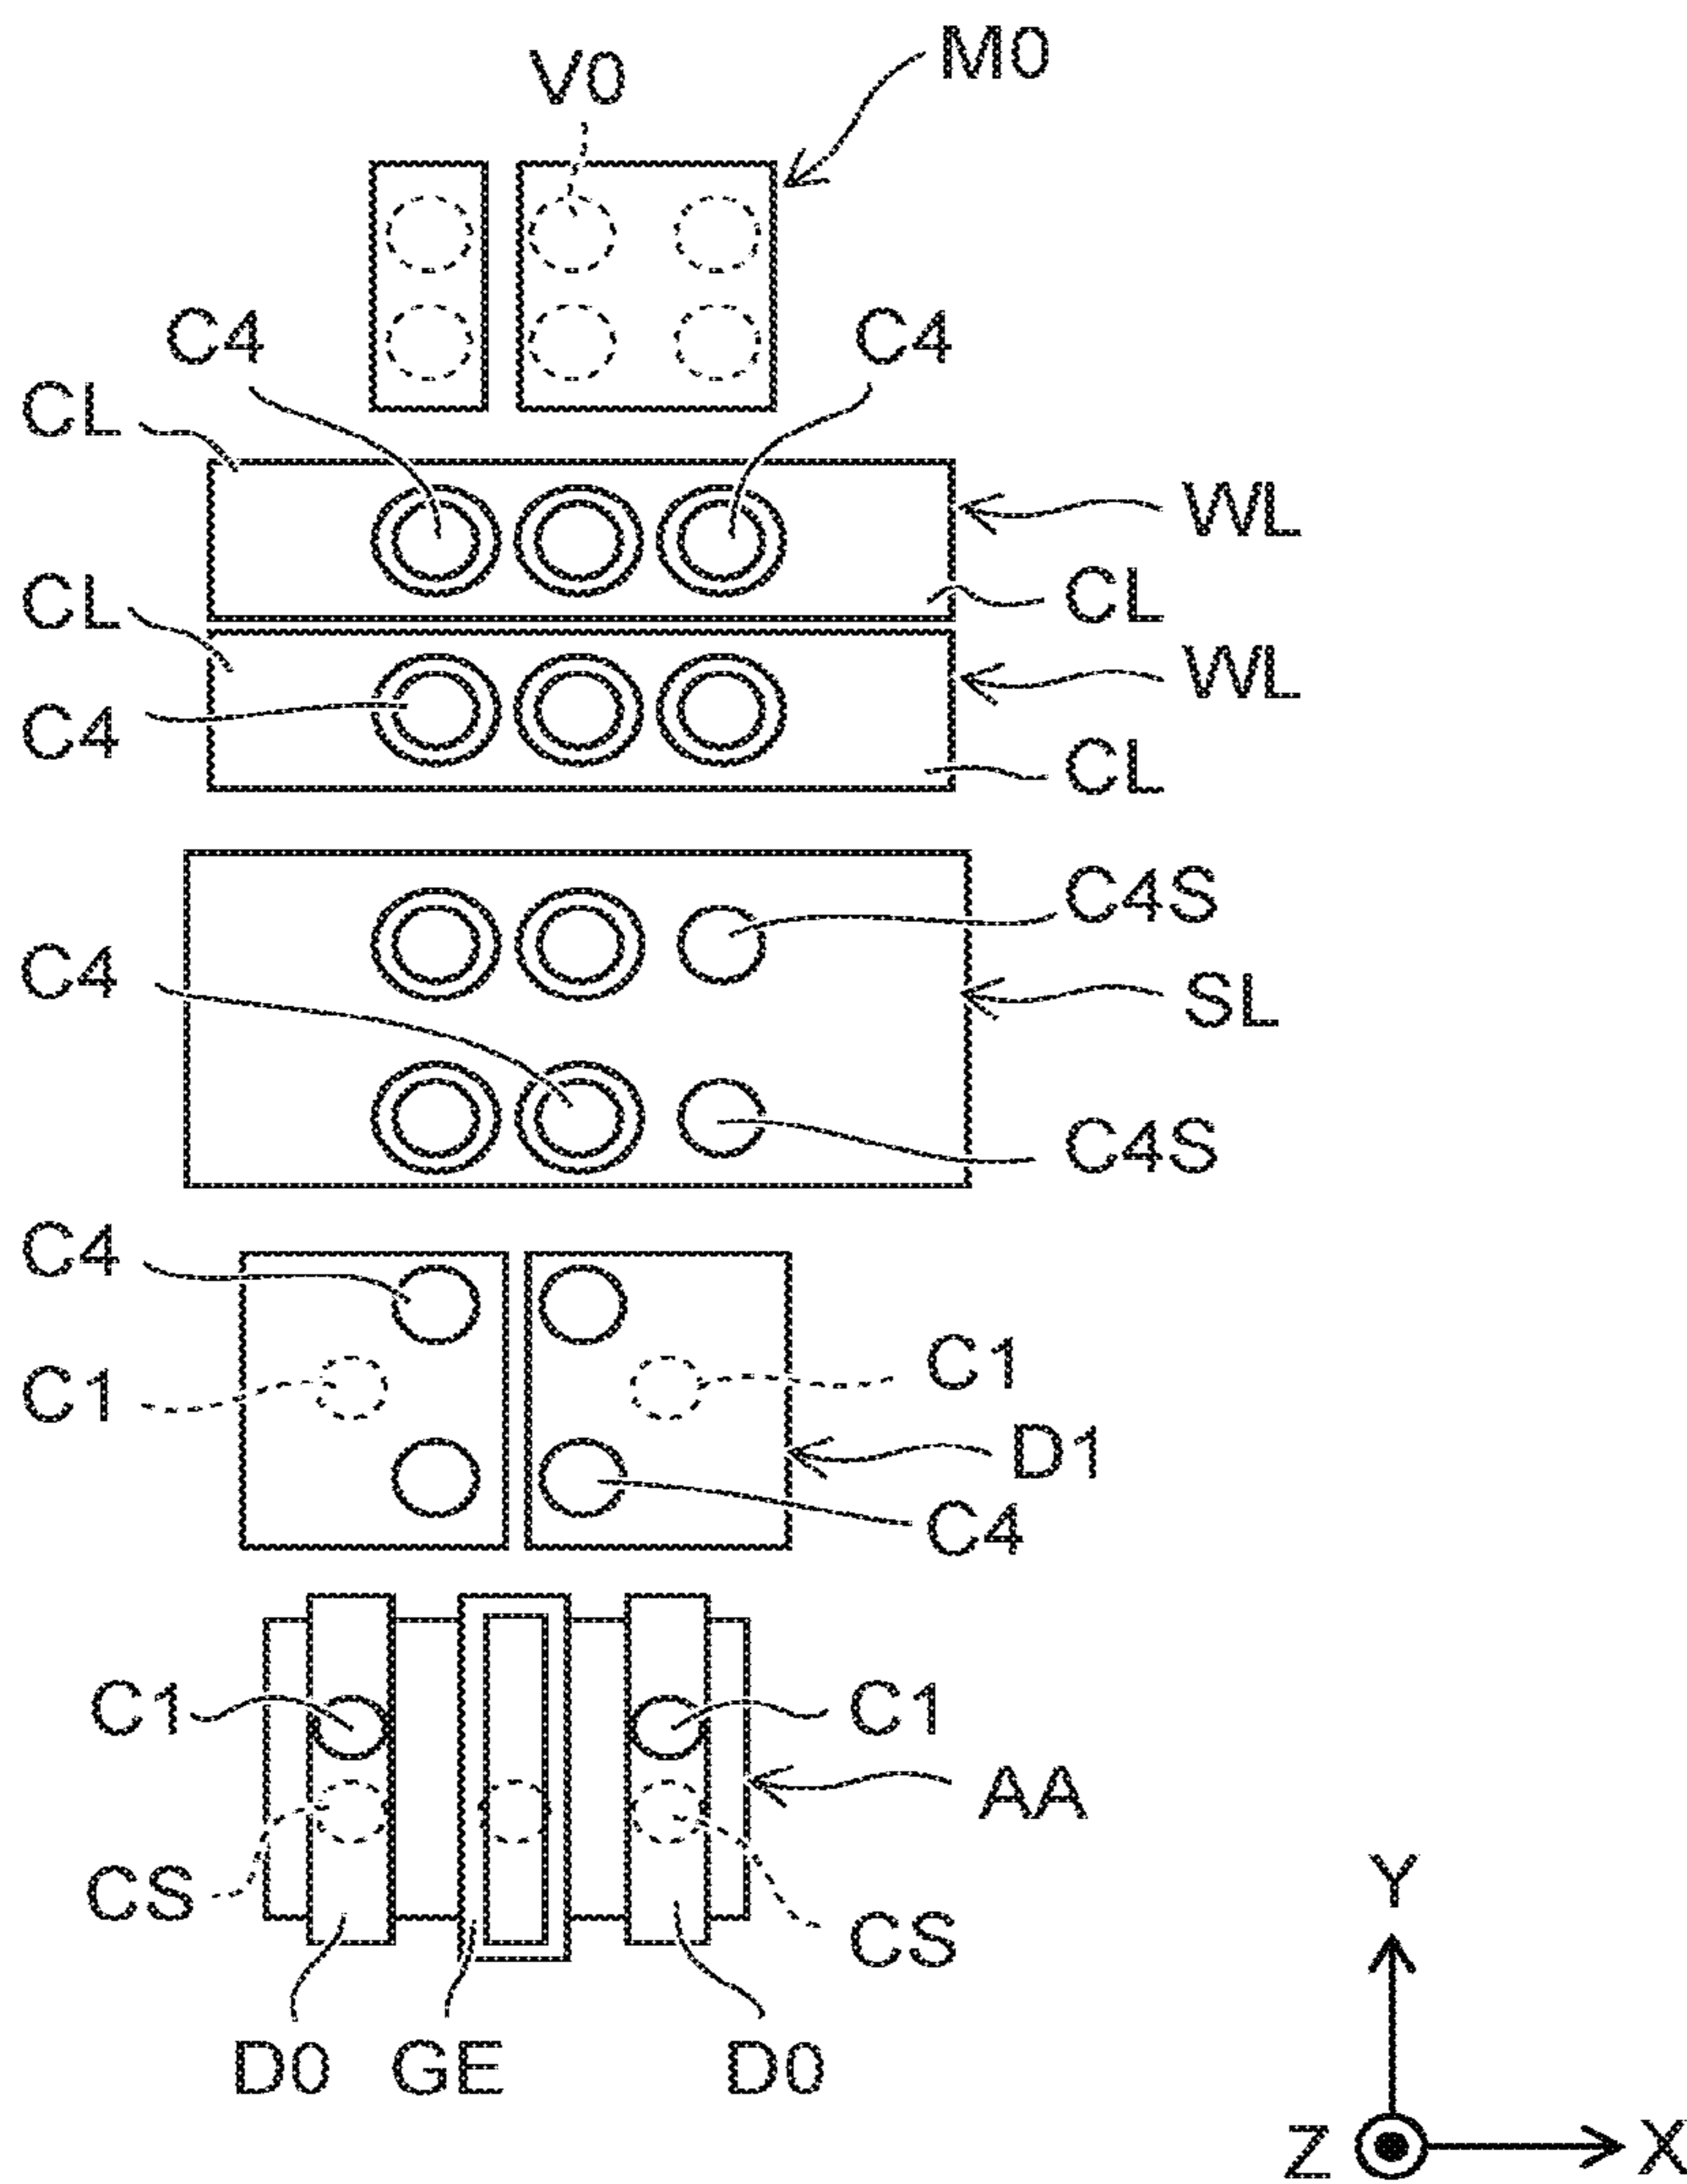 V0 M0
C4 C4
CL
WL
CL CL
WL
C4 CL
C4S
C4 SL
C4S
C4
C1 C1
D1
C4
C1 C1
AA
CS CS
D0 GE D0
Y
Z X